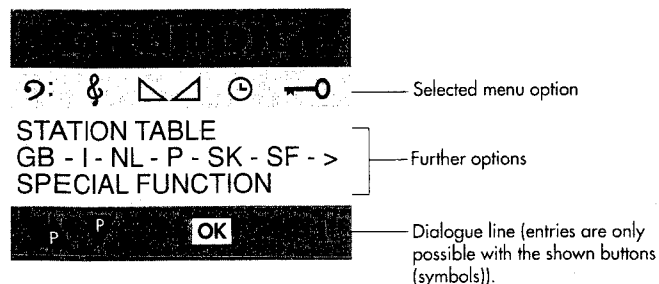 Selected menu option
STATION TABLE
GB - I - NL - P - SK - SF - >
SPECIAL FUNCTION
Further options
P P OK
Dialogue line (entries are only
possible with the shown buttons
(symbols)).